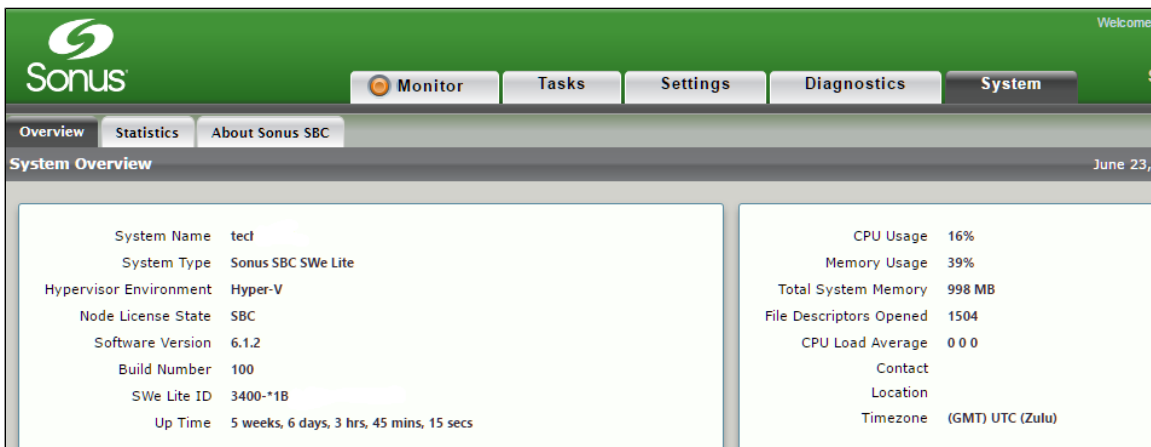 Welcome
Sonus
Monitor Tasks Settings Diagnostics System
Overview Statistics About Sonus SBC
System Overview June 23,
System Name tech
System Type Sonus SBC SWe Lite
Hypervisor Environment Hyper-V
Node License State SBC
Software Version 6.1.2
Build Number 100
SWe Lite ID 3400-*1B
Up Time 5 weeks, 6 days, 3 hrs, 45 mins, 15 secs
CPU Usage 16%
Memory Usage 39%
Total System Memory 998 MB
File Descriptors Opened 1504
CPU Load Average 0 0 0
Contact
Location
Timezone (GMT) UTC (Zulu)